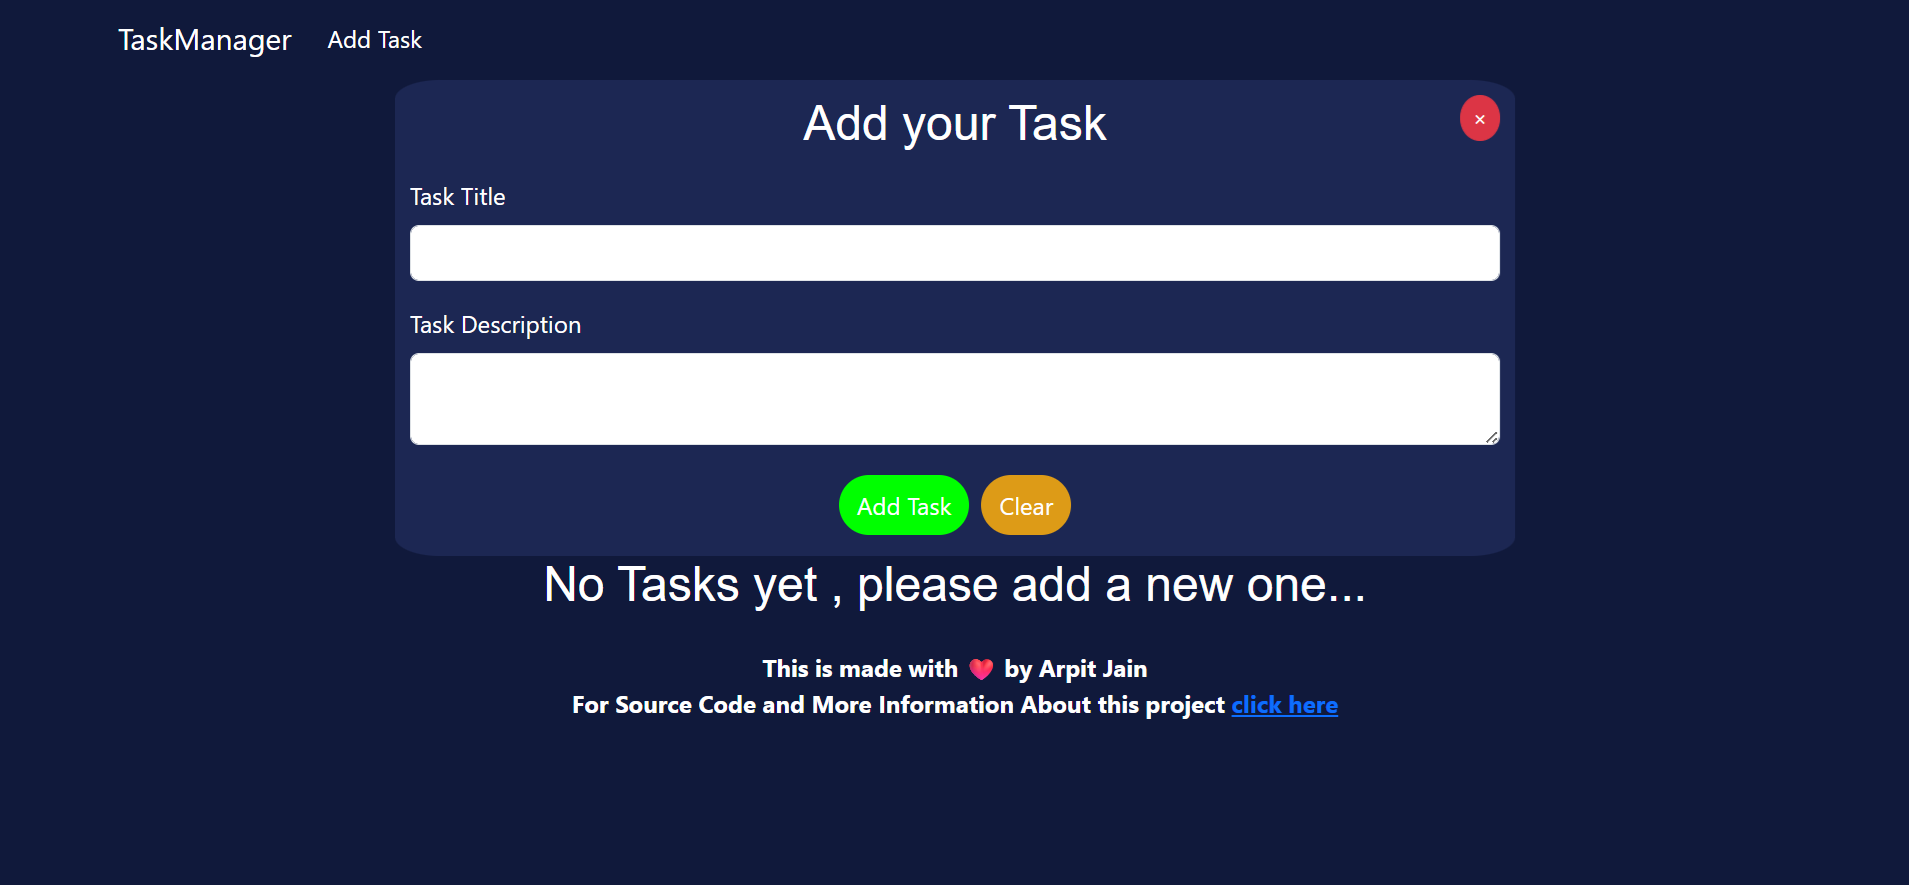 TaskManager Add Task
Add your Task
×
Task Title
Task Description
Add Task Clear
No Tasks yet , please add a new one...
This is made with ❤️ by Arpit Jain
For Source Code and More Information About this project click here